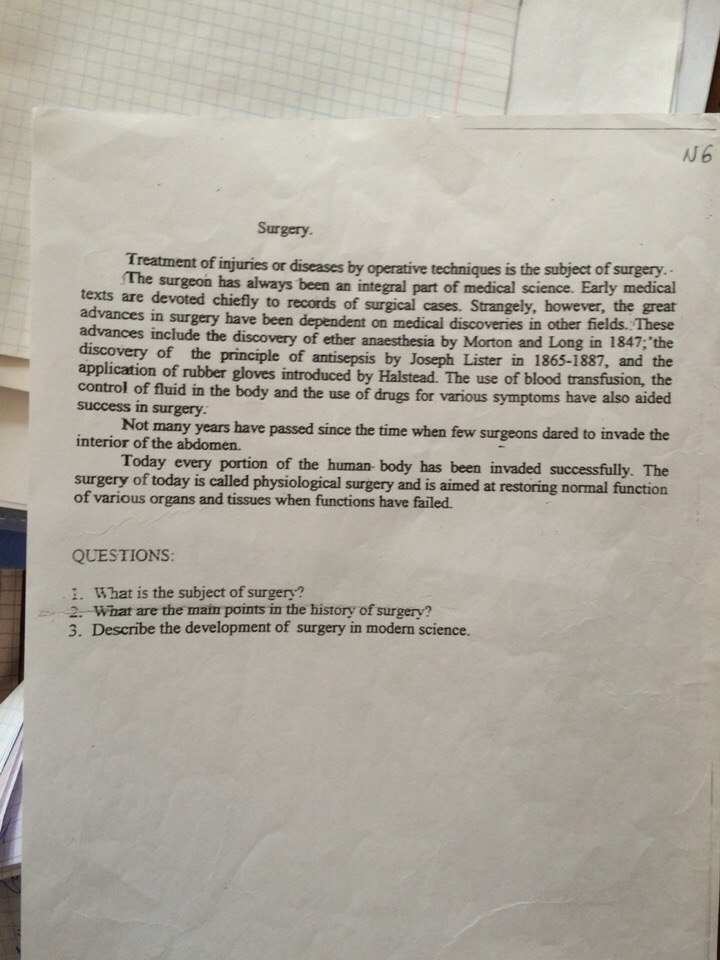 N6
Surgery.
Treatment of injuries or diseases by operative techniques is the subject of surgery.
The surgeon has always been an integral part of medical science. Early medical
texts are devoted chiefly to records of surgical cases. Strangely, however, the great
advances in surgery have been dependent on medical discoveries in other fields. These
advances include the discovery of ether anaesthesia by Morton and Long in 1847; the
discovery of the principle of antisepsis by Joseph Lister in 1865-1887, and the
application of rubber gloves introduced by Halstead. The use of blood transfusion, the
control of fluid in the body and the use of drugs for various symptoms have also aided
success in surgery.
Not many years have passed since the time when few surgeons dared to invade the
interior of the abdomen.
Today every portion of the human body has been invaded successfully. The
surgery of today is called physiological surgery and is aimed at restoring normal function
of various organs and tissues when functions have failed.
QUESTIONS:
1. What is the subject of surgery?
2. What are the main points in the history of surgery?
3. Describe the development of surgery in modern science.